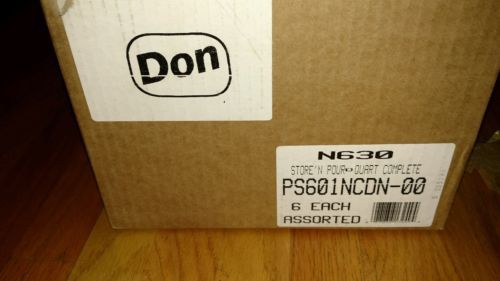 Don
N630
STORE'N POUR® QUART COMPLETE
PS601NCDN-00
6 EACH
ASSORTED